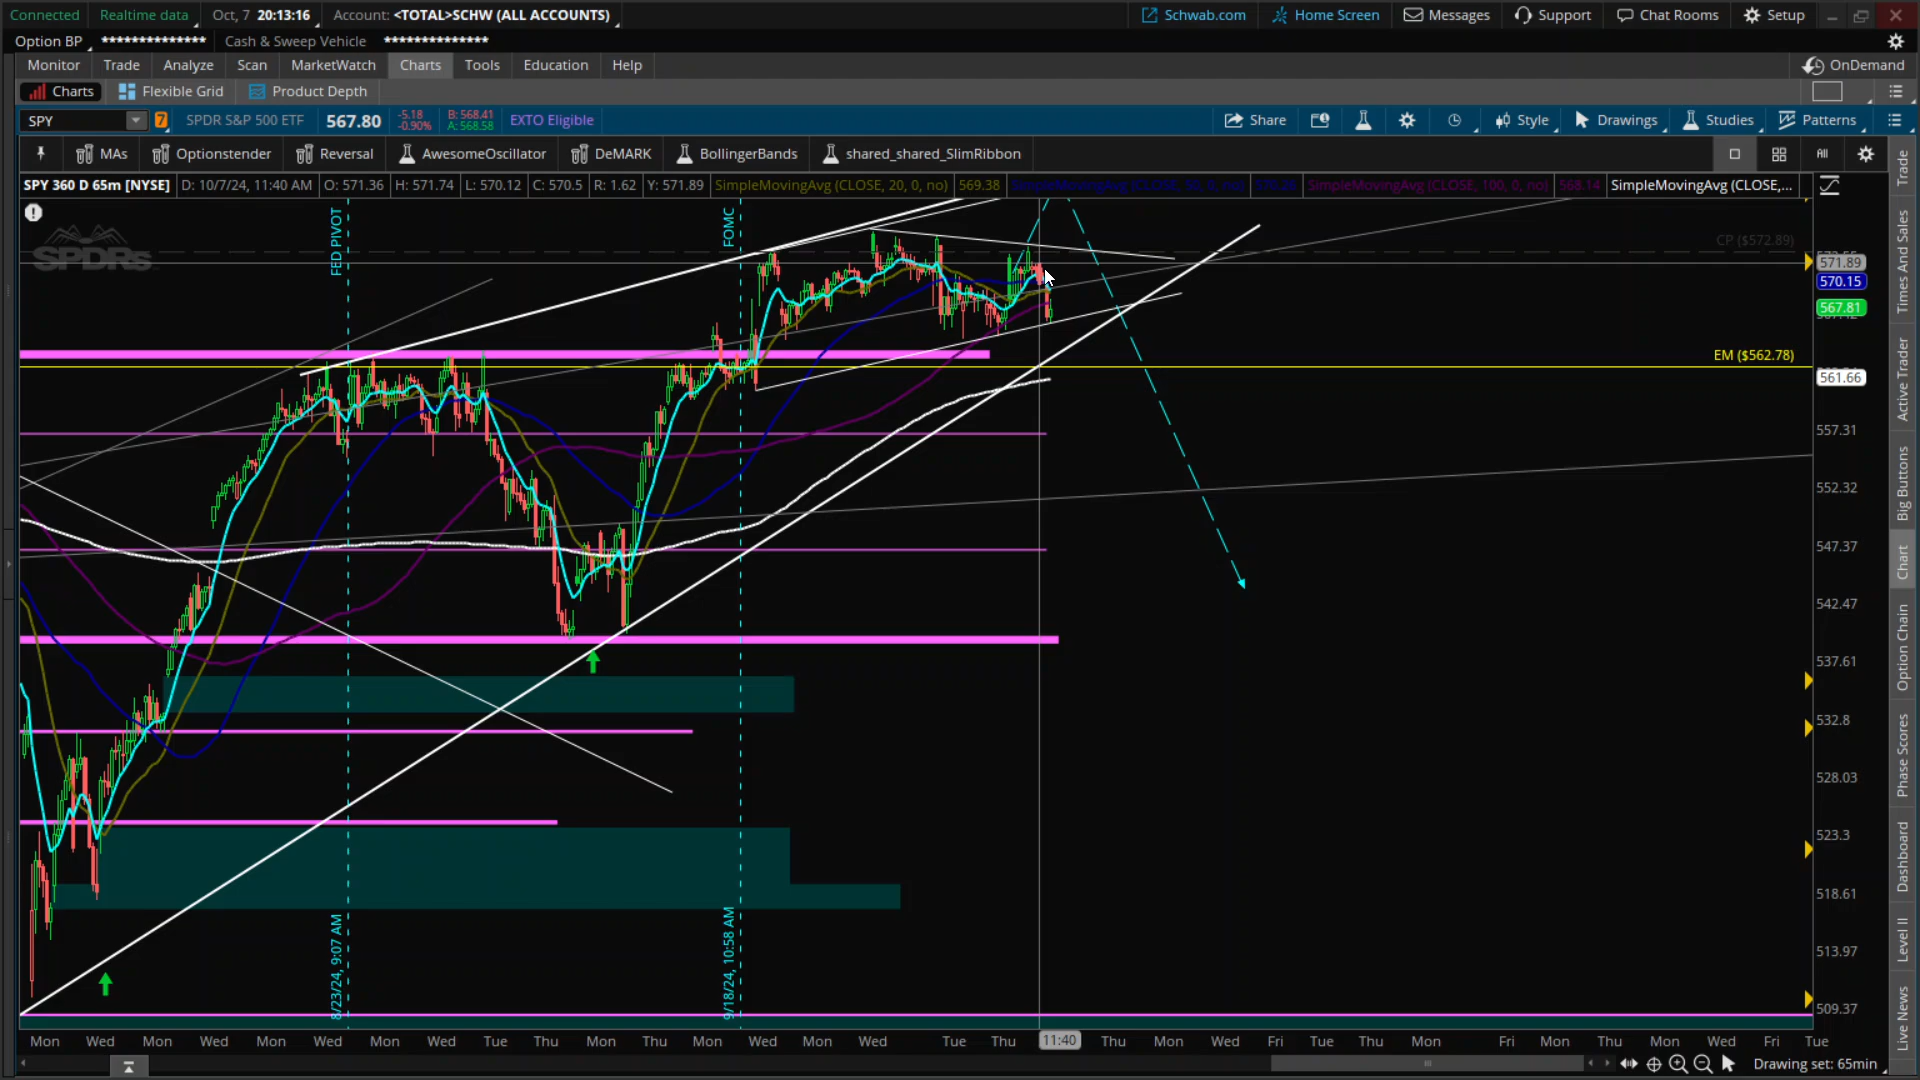 Connected Realtime data Oct, 7 20:13:16 Account: <TOTAL>SCHW (ALL ACCOUNTS) Schwab.com Home Screen Messages Support Chat Rooms Setup
Option BP ************** Cash & Sweep Vehicle **************
Monitor Trade Analyze Scan MarketWatch Charts Tools Education Help OnDemand
Charts Flexible Grid Product Depth
SPY 7 SPDR S&P 500 ETF 567.80 -5.18 -0.90% B: 568.41 A: 568.58 EXTO Eligible Share Style Drawings Studies Patterns
MAs Optionstender Reversal AwesomeOscillator DeMARK BollingerBands shared_shared_SlimRibbon All
SPY 360 D 65m [NYSE] D: 10/7/24, 11:40 AM O: 571.36 H: 571.74 L: 570.12 C: 570.5 R: 1.62 Y: 571.89 SimpleMovingAvg (CLOSE, 20, 0, no) 569.38 SimpleMovingAvg (CLOSE, 50, 0, no) SimpleMovingAvg (CLOSE, 100, 0, no) 568.14 SimpleMovingAvg (CLOSE,...
SPDRs
FED PIVOT
FOMC
CP ($572.89)
571.89
570.15
567.81
EM ($562.78)
561.66
557.31
552.32
547.37
542.47
537.61
532.8
528.03
523.3
518.61
513.97
509.37
8/23/24, 9:07 AM
9/18/24, 10:58 AM
Mon Wed Mon Wed Mon Wed Mon Wed Tue Thu Mon Thu Mon Wed Mon Wed Tue Thu 11:40 Thu Mon Wed Fri Tue Thu Mon Fri Mon Thu Mon Wed Fri Tue
Drawing set: 65min
Trade
Times And Sales
Active Trader
Big Buttons
Chart
Option Chain
Phase Scores
Dashboard
Level II
Live News